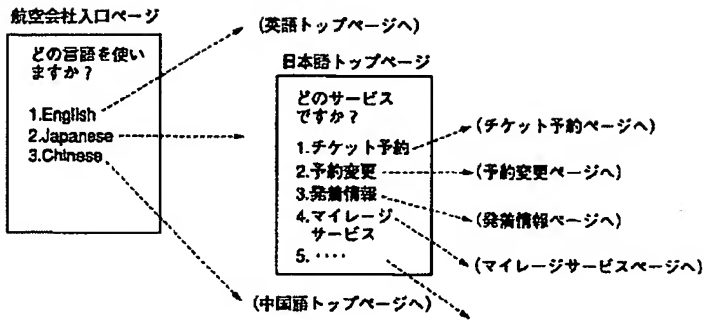 航空会社入口ページ
どの言語を使い
ますか？
1.English
2.Japanese
3.Chinese
(英語トップページへ)
日本語トップページ
どのサービス
ですか？
1.チケット予約
2.予約変更
3.発着情報
4.マイレージ
サービス
5. ････
(チケット予約ページへ)
(予約変更ページへ)
(発着情報ページへ)
(マイレージサービスページへ)
(中国語トップページへ)